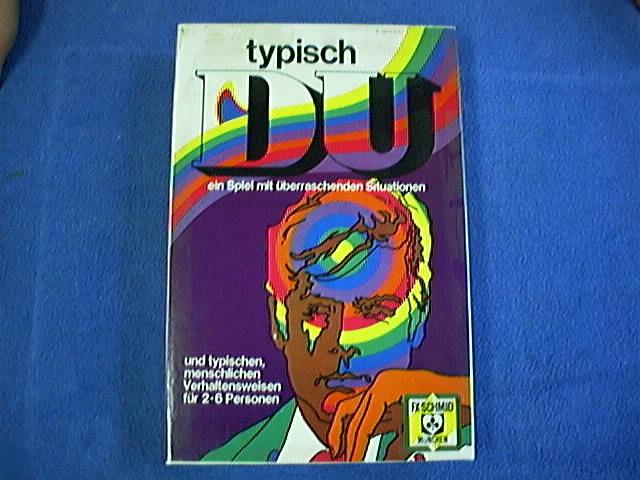 typisch
DU
ein Spiel mit überraschenden Situationen
und typischen,
menschlichen
Verhaltensweisen
für 2-6 Personen
FX SCHMID
MÜNCHEN